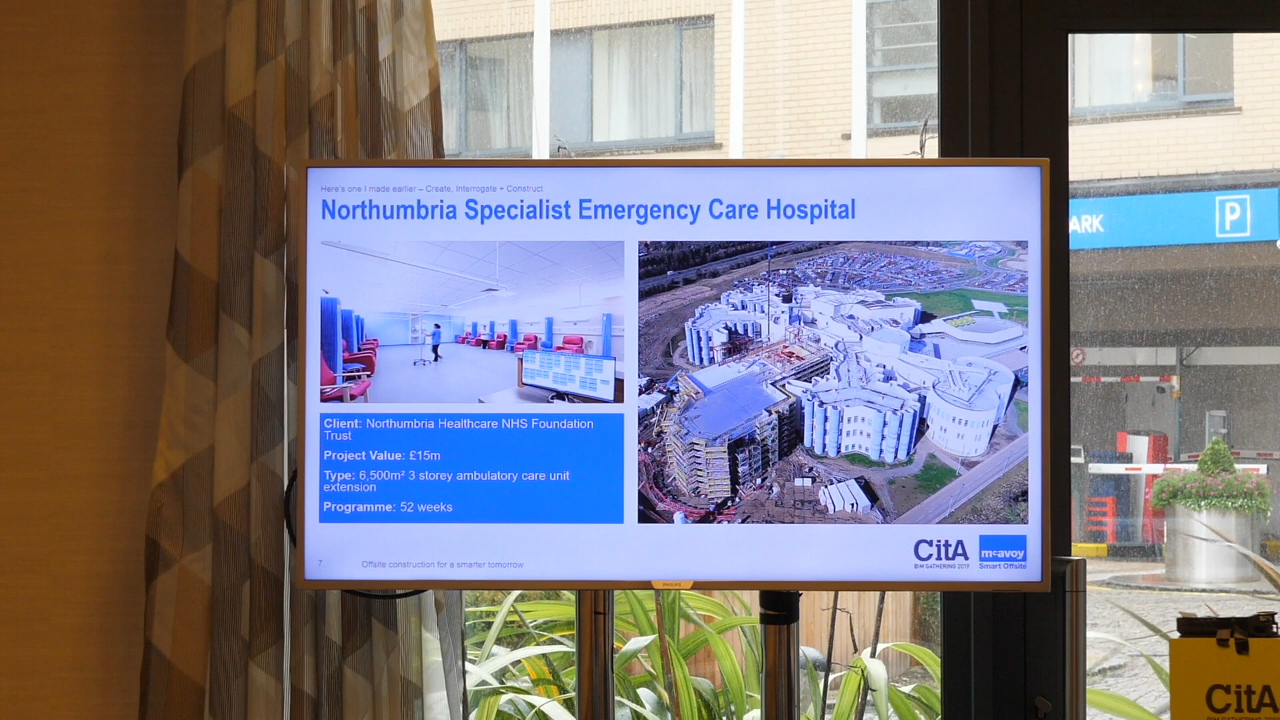 Here's one I made earlier – Create, Interrogate + Construct
Northumbria Specialist Emergency Care Hospital
Client: Northumbria Healthcare NHS Foundation
Trust
Project Value: £15m
Type: 6,500m² 3 storey ambulatory care unit
extension
Programme: 52 weeks
7
Offsite construction for a smarter tomorrow
CitA
BIM GATHERING 2019
mcavoy
Smart Offsite
PHILIPS
ARK
P
CitA